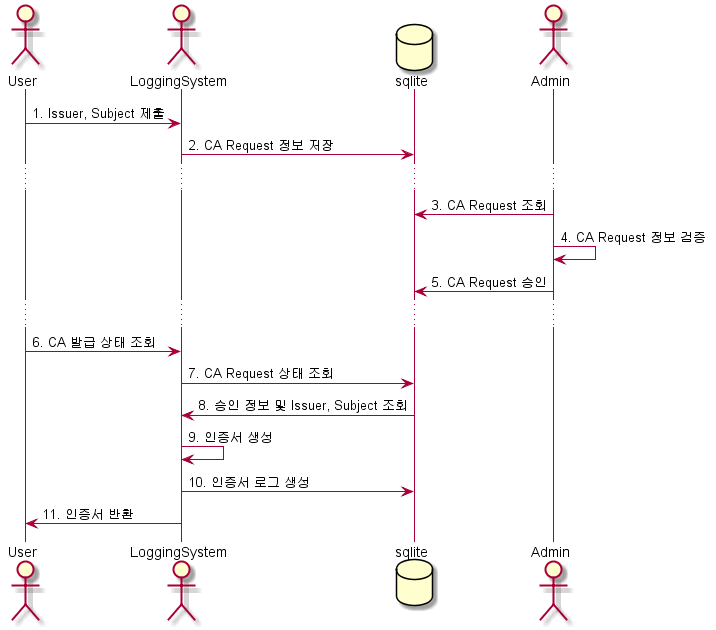 User
LoggingSystem
sqlite
Admin
1. Issuer, Subject 제출
2. CA Request 정보 저장
3. CA Request 조회
4. CA Request 정보 검증
5. CA Request 승인
6. CA 발급 상태 조회
7. CA Request 상태 조회
8. 승인 정보 및 Issuer, Subject 조회
9. 인증서 생성
10. 인증서 로그 생성
11. 인증서 반환
User
LoggingSystem
sqlite
Admin